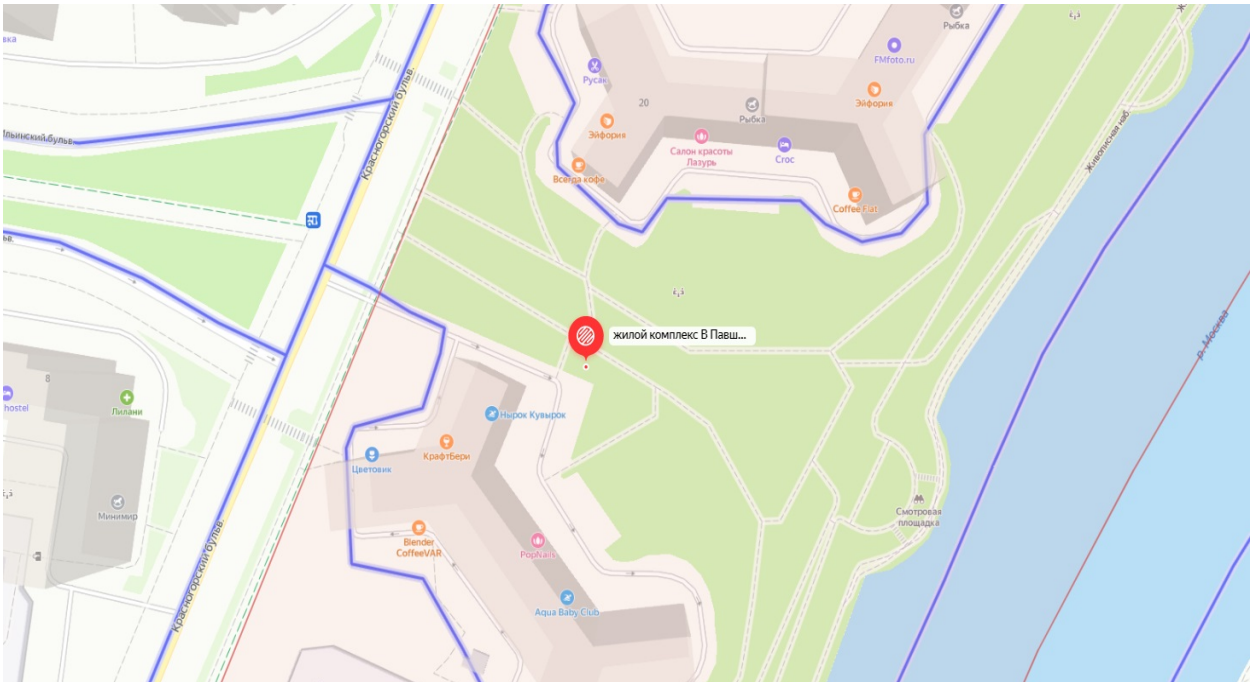 Рыбка
FMfoto.ru
Русак
Эйфория
20
Рыбка
Эйфория
Салон красоты
Лазурь
Croc
Всегда кофе
Coffee Flat
Живописная наб.
Красногорский бульв.
Ильинский бульв.
р. Москва
жилой комплекс В Павш...
8
hostel
Лилани
Нырок Кувырок
КрафтБери
Цветовик
Минимир
Смотровая
площадка
Blender
CoffeeVAR
PopNails
Aqua Baby Club
Красногорский бульв.